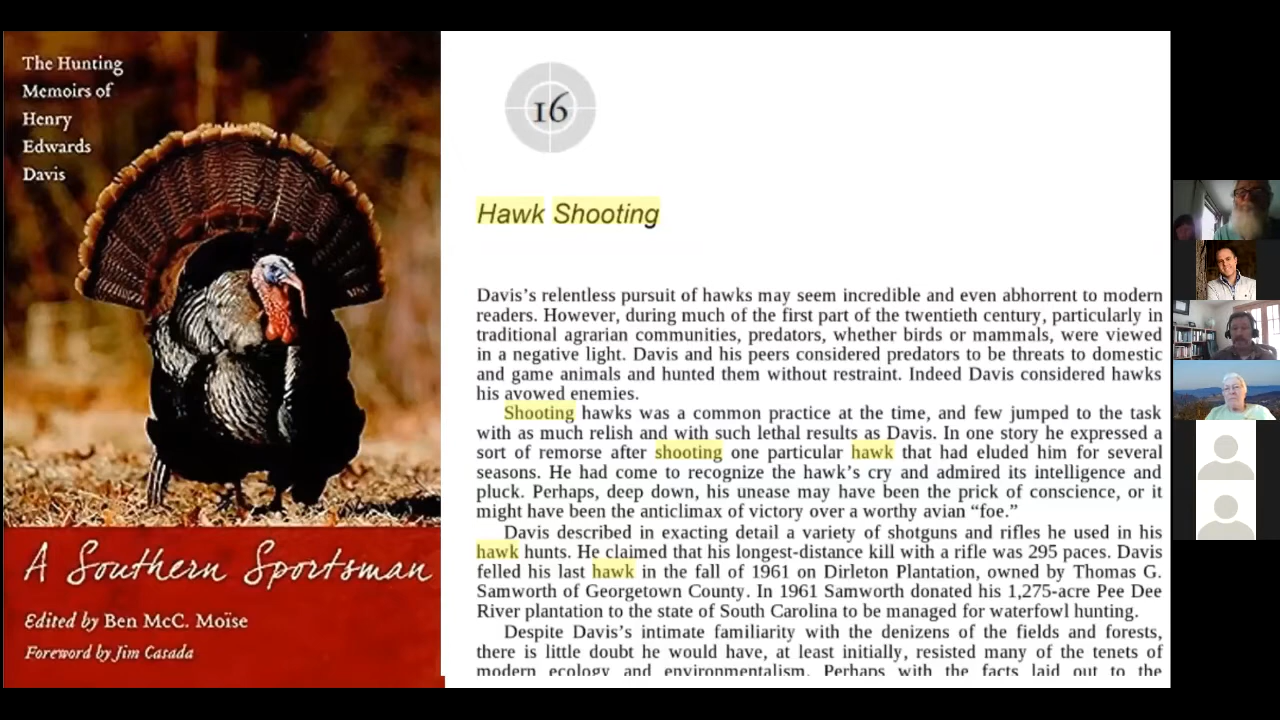 The Hunting
Memoirs of
Henry
Edwards
Davis
A Southern Sportsman
Edited by Ben McC. Moïse
Foreword by Jim Casada
16
Hawk Shooting
Davis's relentless pursuit of hawks may seem incredible and even abhorrent to modern
readers. However, during much of the first part of the twentieth century, particularly in
traditional agrarian communities, predators, whether birds or mammals, were viewed
in a negative light. Davis and his peers considered predators to be threats to domestic
and game animals and hunted them without restraint. Indeed Davis considered hawks
his avowed enemies.
Shooting hawks was a common practice at the time, and few jumped to the task
with as much relish and with such lethal results as Davis. In one story he expressed a
sort of remorse after shooting one particular hawk that had eluded him for several
seasons. He had come to recognize the hawk's cry and admired its intelligence and
pluck. Perhaps, deep down, his unease may have been the prick of conscience, or it
might have been the anticlimax of victory over a worthy avian “foe.”
Davis described in exacting detail a variety of shotguns and rifles he used in his
hawk hunts. He claimed that his longest-distance kill with a rifle was 295 paces. Davis
felled his last hawk in the fall of 1961 on Dirleton Plantation, owned by Thomas G.
Samworth of Georgetown County. In 1961 Samworth donated his 1,275-acre Pee Dee
River plantation to the state of South Carolina to be managed for waterfowl hunting.
Despite Davis's intimate familiarity with the denizens of the fields and forests,
there is little doubt he would have, at least initially, resisted many of the tenets of
modern ecology and environmentalism. Perhaps with the facts laid out to the